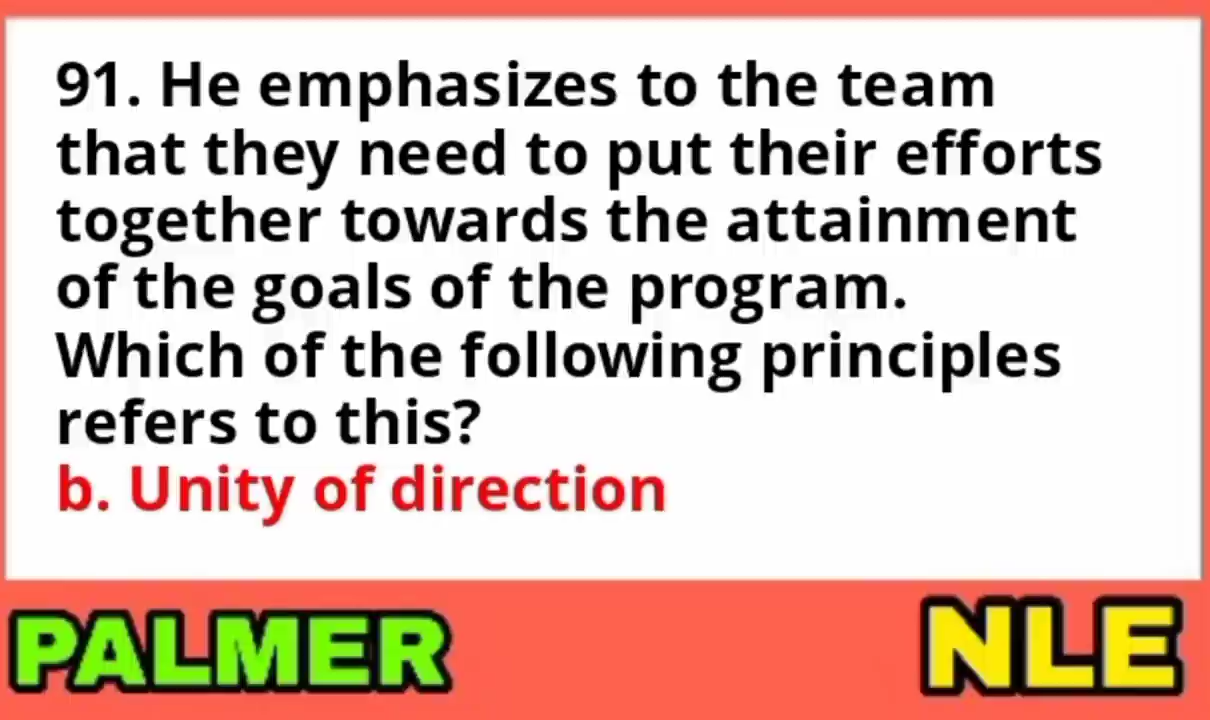 91. He emphasizes to the team
that they need to put their efforts
together towards the attainment
of the goals of the program.
Which of the following principles
refers to this?
b. Unity of direction
PALMER
NLE